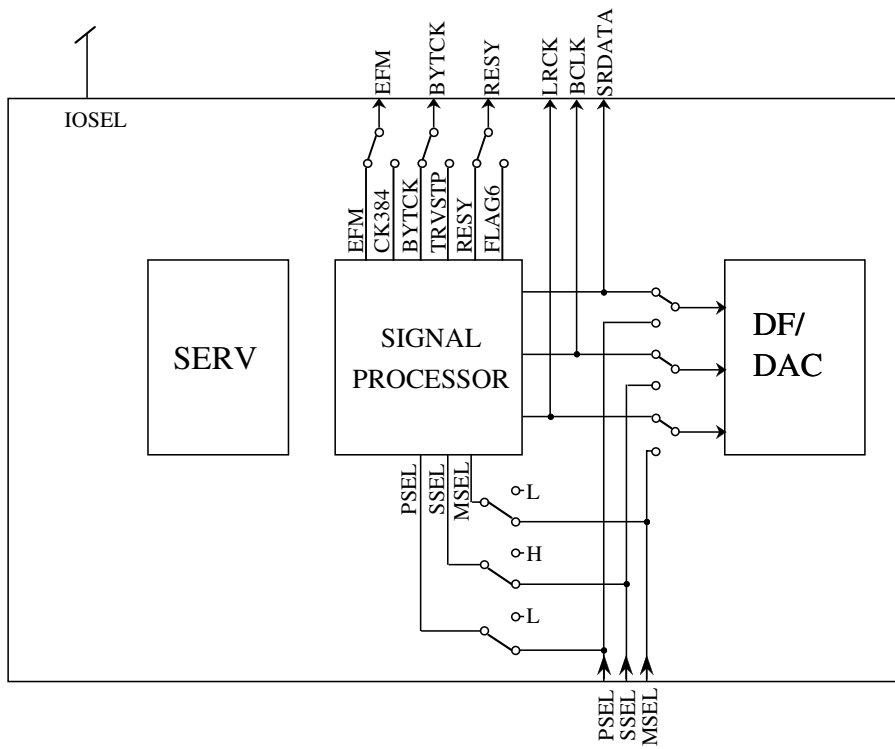 EFM
BYTCK
RESY
LRCK
BCLK
SRDATA
IOSEL
EFM
CK384
BYTCK
TRVSTP
RESY
FLAG6
SERV
SIGNAL
PROCESSOR
DF/
DAC
PSEL
SSEL
MSEL
L
H
L
PSEL
SSEL
MSEL